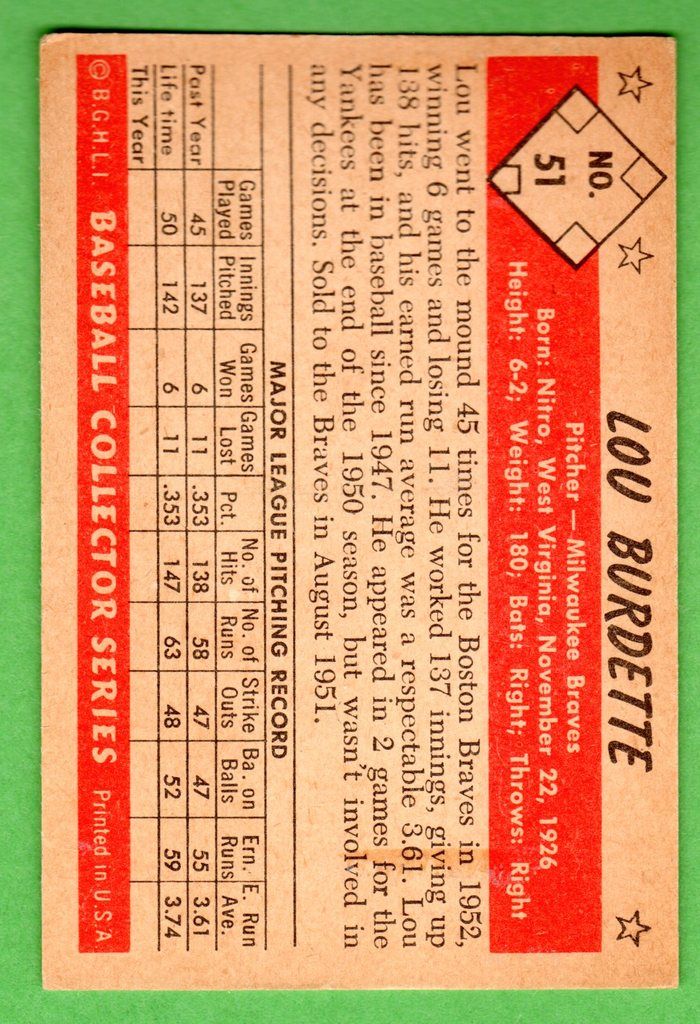 LOU BURDETTE
NO.
51
Pitcher — Milwaukee Braves
Born: Nitro, West Virginia, November 22, 1926
Height: 6-2; Weight: 180; Bats: Right; Throws: Right
Lou went to the mound 45 times for the Boston Braves in 1952,
winning 6 games and losing 11. He worked 137 innings, giving up
138 hits, and his earned run average was a respectable 3.61. Lou
has been in baseball since 1947. He appeared in 2 games for the
Yankees at the end of the 1950 season, but wasn't involved in
any decisions. Sold to the Braves in August 1951.
MAJOR LEAGUE PITCHING RECORD
Games Innings Games Games Pct. No. of No. of Strike Ba. on Ern. E. Run
Played Pitched Won Lost Hits Runs Outs Balls Runs Ave.
Past Year 45 137 6 11 .353 138 58 47 47 55 3.61
Life time 50 142 6 11 .353 147 63 48 52 59 3.74
This Year
© B.G.H.L.I. BASEBALL COLLECTOR SERIES Printed in U.S.A